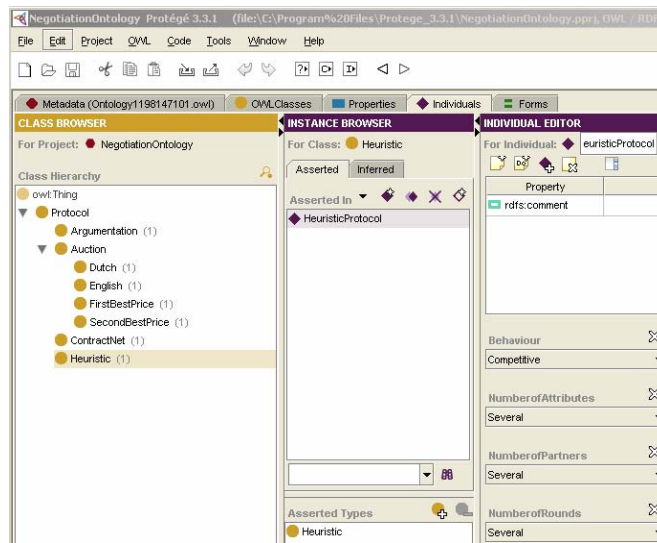 NegotiationOntology Protégé 3.3.1 (file:\C:\Program%20Files\Protege_3.3.1\NegotiationOntology.pprj, OWL / RDF
File Edit Project OWL Code Tools Window Help
Metadata (Ontology1198147101.owl) OWLClasses Properties Individuals Forms
CLASS BROWSER
For Project: NegotiationOntology
Class Hierarchy
owl:Thing
Protocol
Argumentation (1)
Auction
Dutch (1)
English (1)
FirstBestPrice (1)
SecondBestPrice (1)
ContractNet (1)
Heuristic (1)
INSTANCE BROWSER
For Class: Heuristic
Asserted Inferred
Asserted In
HeuristicProtocol
Asserted Types
Heuristic
INDIVIDUAL EDITOR
For Individual: euristicProtocol
Property
rdfs:comment
Behaviour
Competitive
NumberofAttributes
Several
NumberofPartners
Several
NumberofRounds
Several